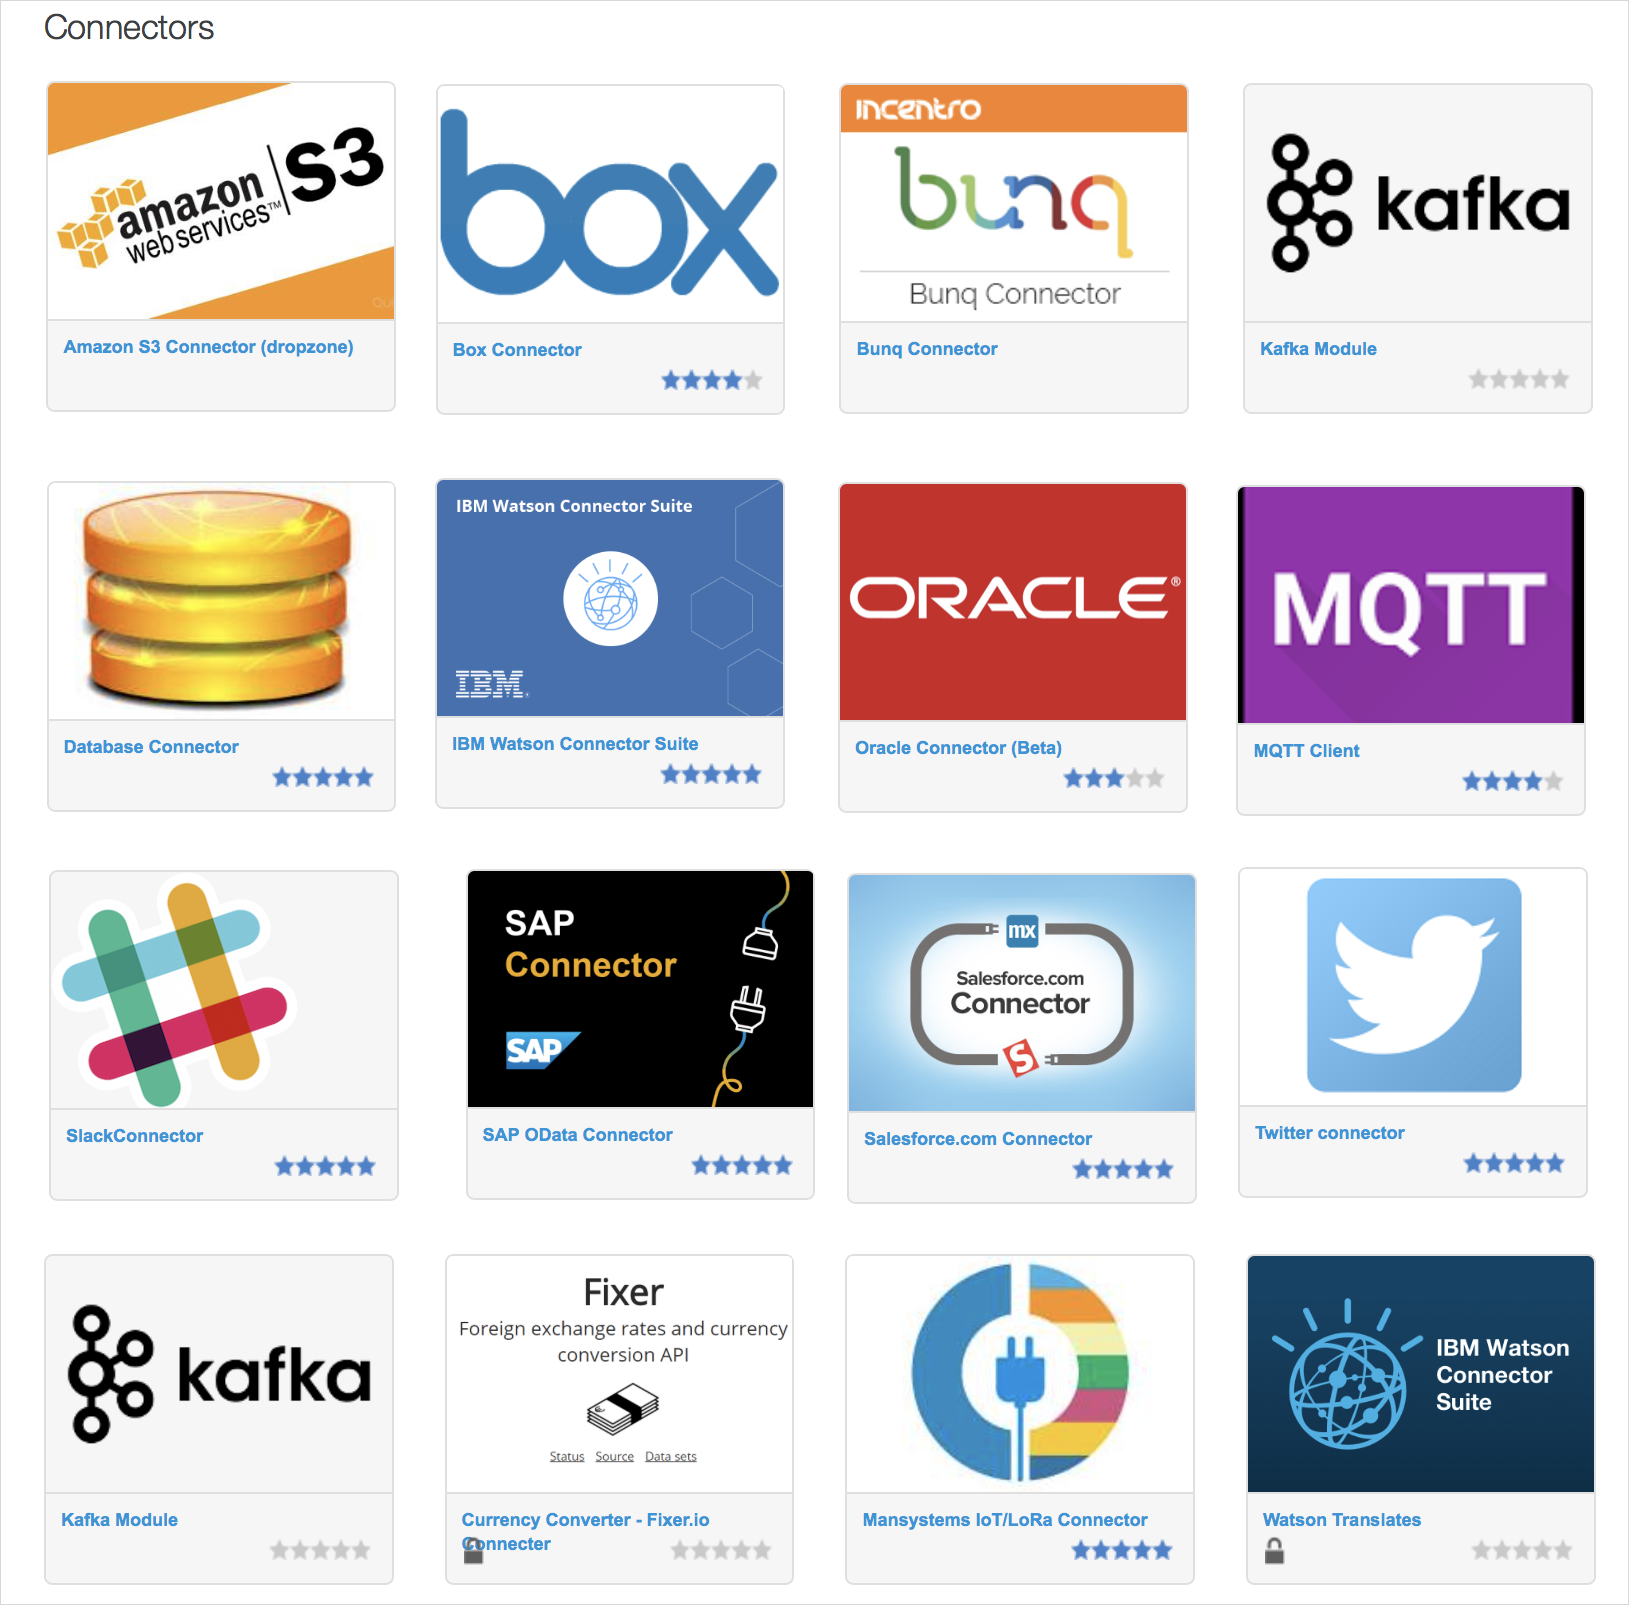 Connectors
amazon
web services™
S3
Amazon S3 Connector (dropzone)
box
Box Connector
incentro
bunq
Bunq Connector
Bunq Connector
kafka
Kafka Module
Database Connector
IBM Watson Connector Suite
IBM
IBM Watson Connector Suite
ORACLE®
Oracle Connector (Beta)
MQTT
MQTT Client
SlackConnector
SAP
Connector
SAP
SAP OData Connector
mx
Salesforce.com
Connector
S
Salesforce.com Connector
Twitter connector
kafka
Kafka Module
Fixer
Foreign exchange rates and currency
conversion API
Status Source Data sets
Currency Converter - Fixer.io
Connecter
Mansystems IoT/LoRa Connector
IBM Watson
Connector
Suite
Watson Translates